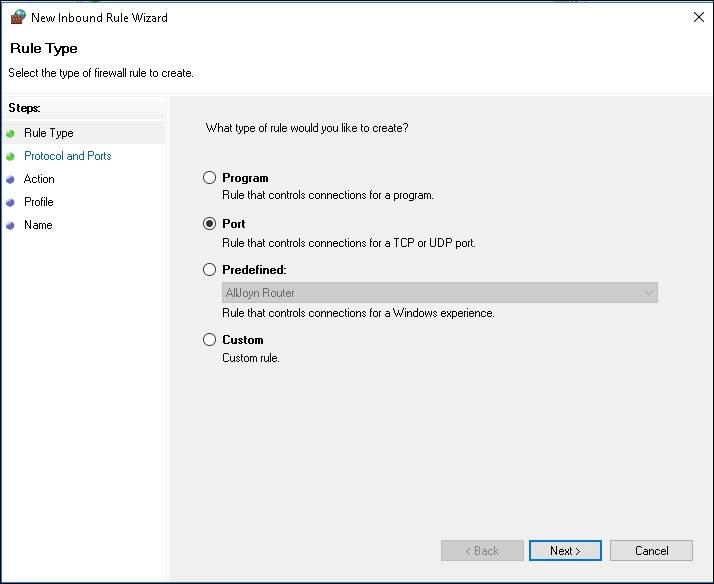 New Inbound Rule Wizard
Rule Type
Select the type of firewall rule to create.
Steps:
Rule Type
Protocol and Ports
Action
Profile
Name
What type of rule would you like to create?
Program
Rule that controls connections for a program.
Port
Rule that controls connections for a TCP or UDP port.
Predefined:
AllJoyn Router
Rule that controls connections for a Windows experience.
Custom
Custom rule.
< Back
Next >
Cancel